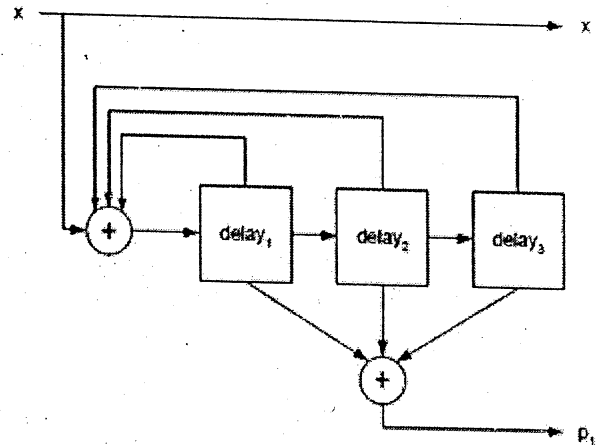 x x
+ delay₁ delay₂ delay₃
+
p₁